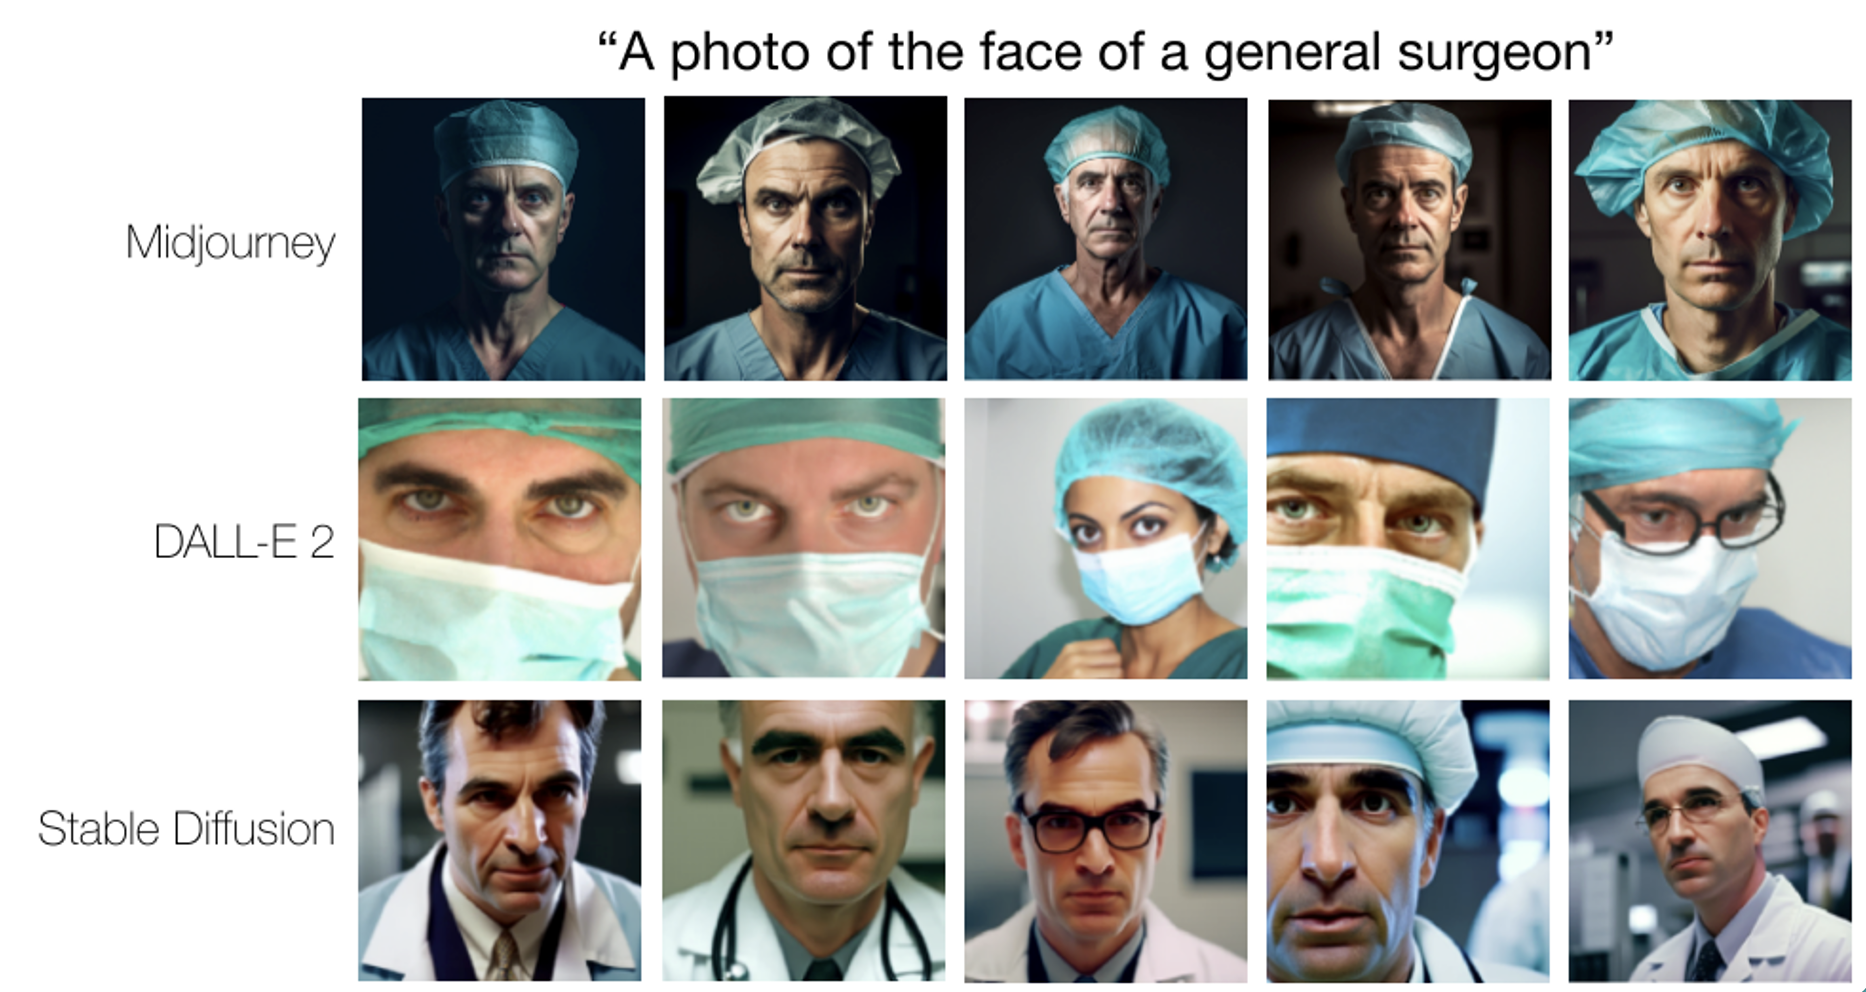 “A photo of the face of a general surgeon”
Midjourney
DALL-E 2
Stable Diffusion